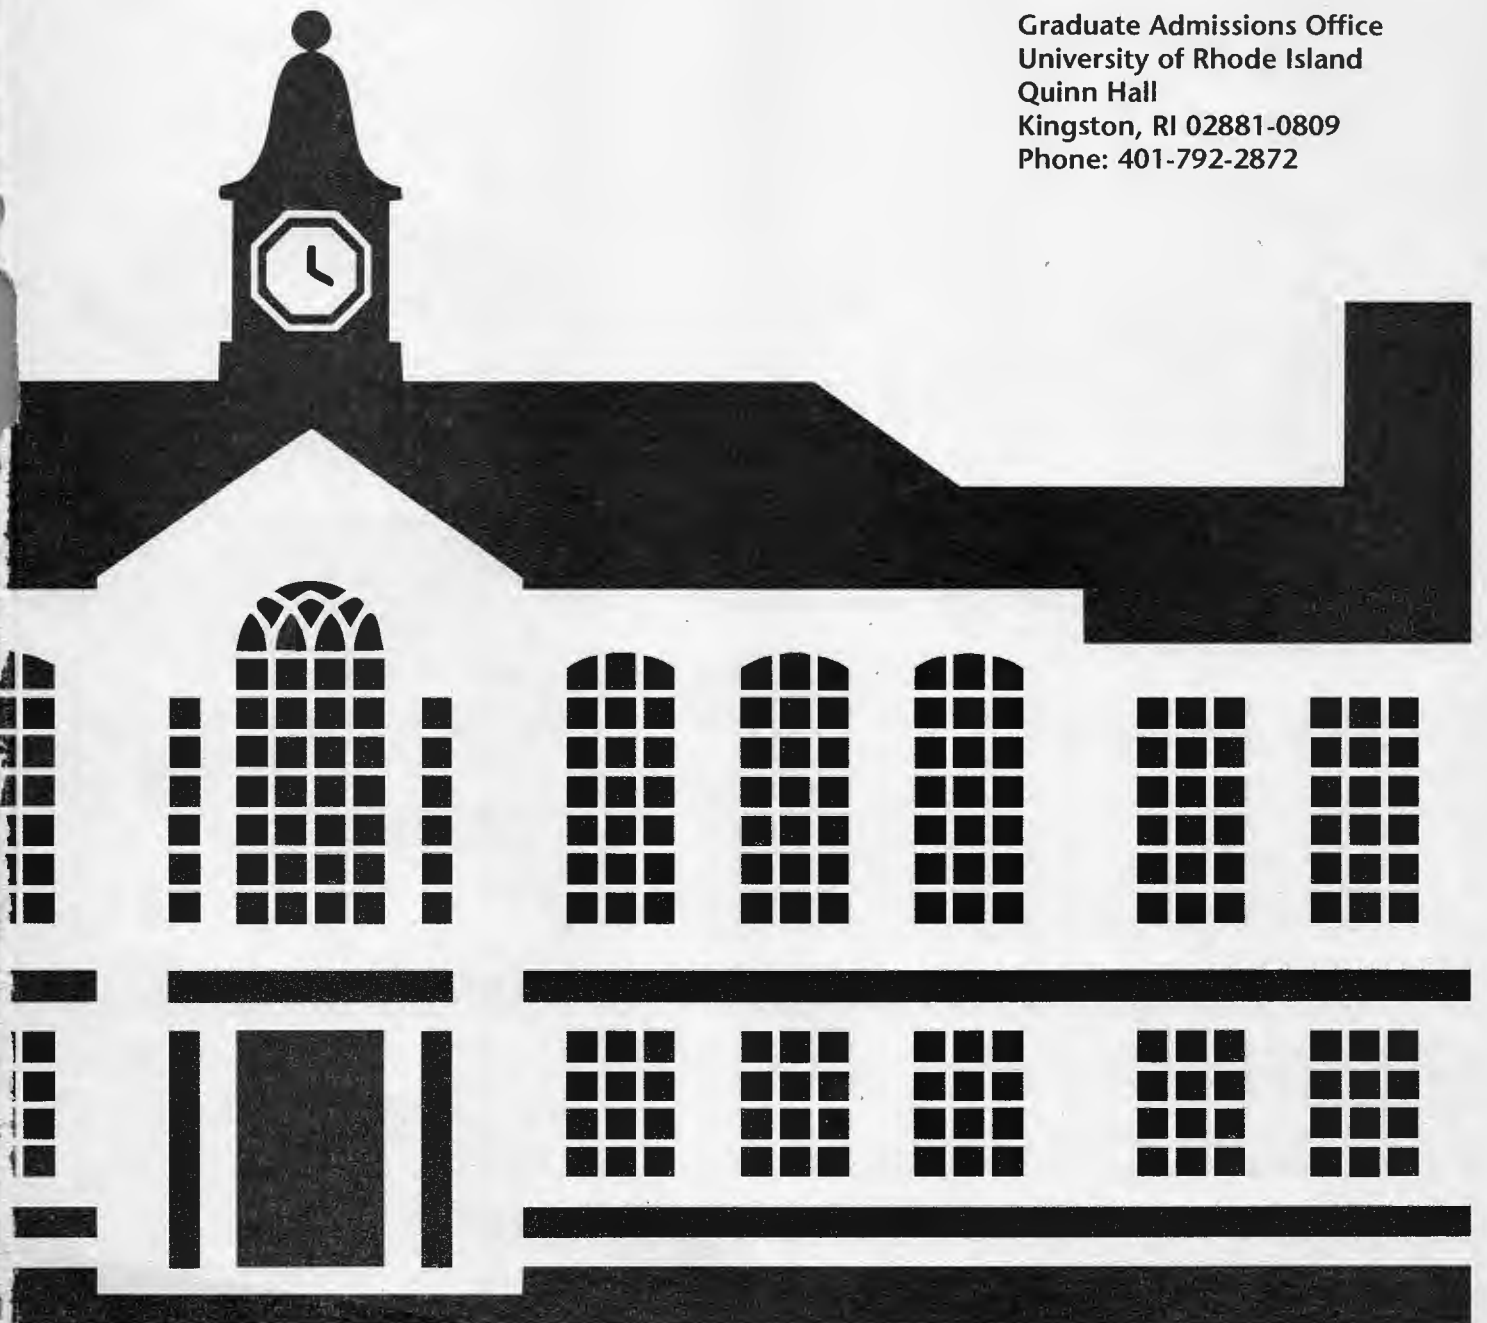 Graduate Admissions Office
University of Rhode Island
Quinn Hall
Kingston, RI 02881-0809
Phone: 401-792-2872